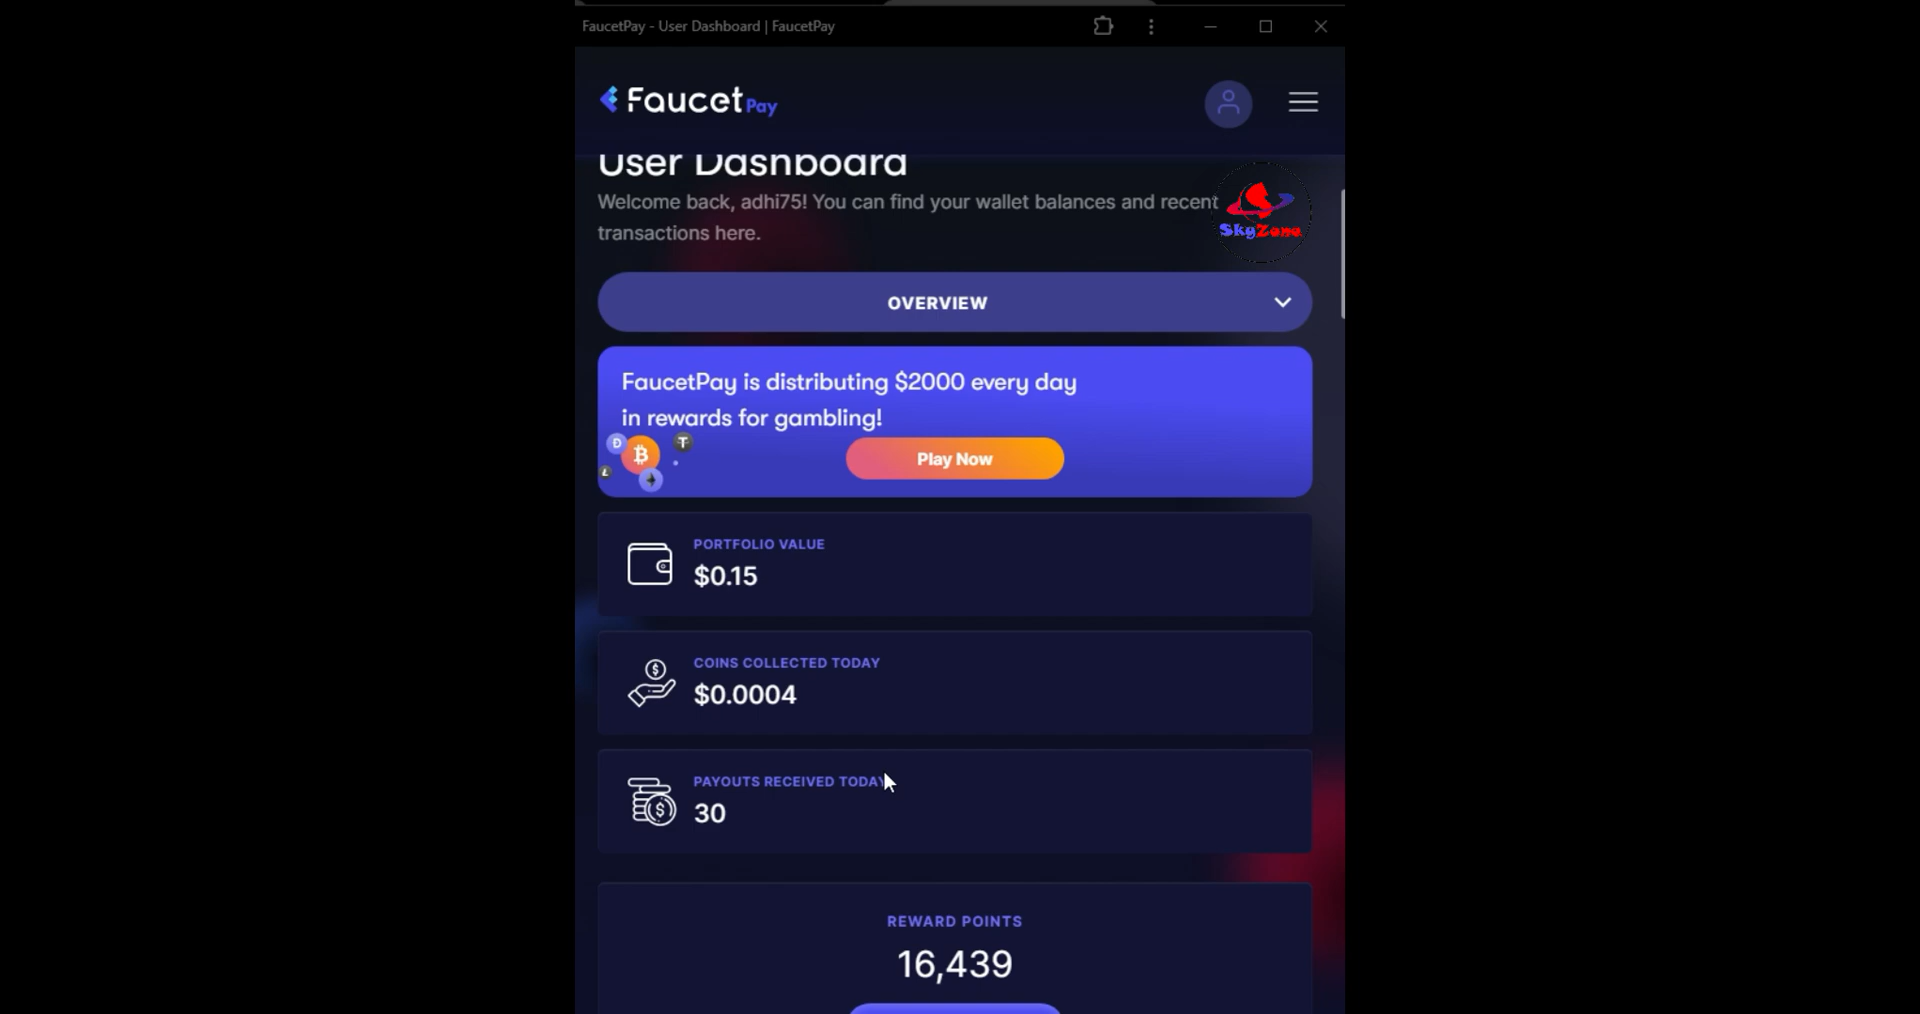 FaucetPay - User Dashboard | FaucetPay
Faucet Pay
User Dashboard
Welcome back, adhi75! You can find your wallet balances and recent
transactions here.
SkyZone
OVERVIEW
FaucetPay is distributing $2000 every day
in rewards for gambling!
Play Now
PORTFOLIO VALUE
$0.15
COINS COLLECTED TODAY
$0.0004
PAYOUTS RECEIVED TODAY
30
REWARD POINTS
16,439